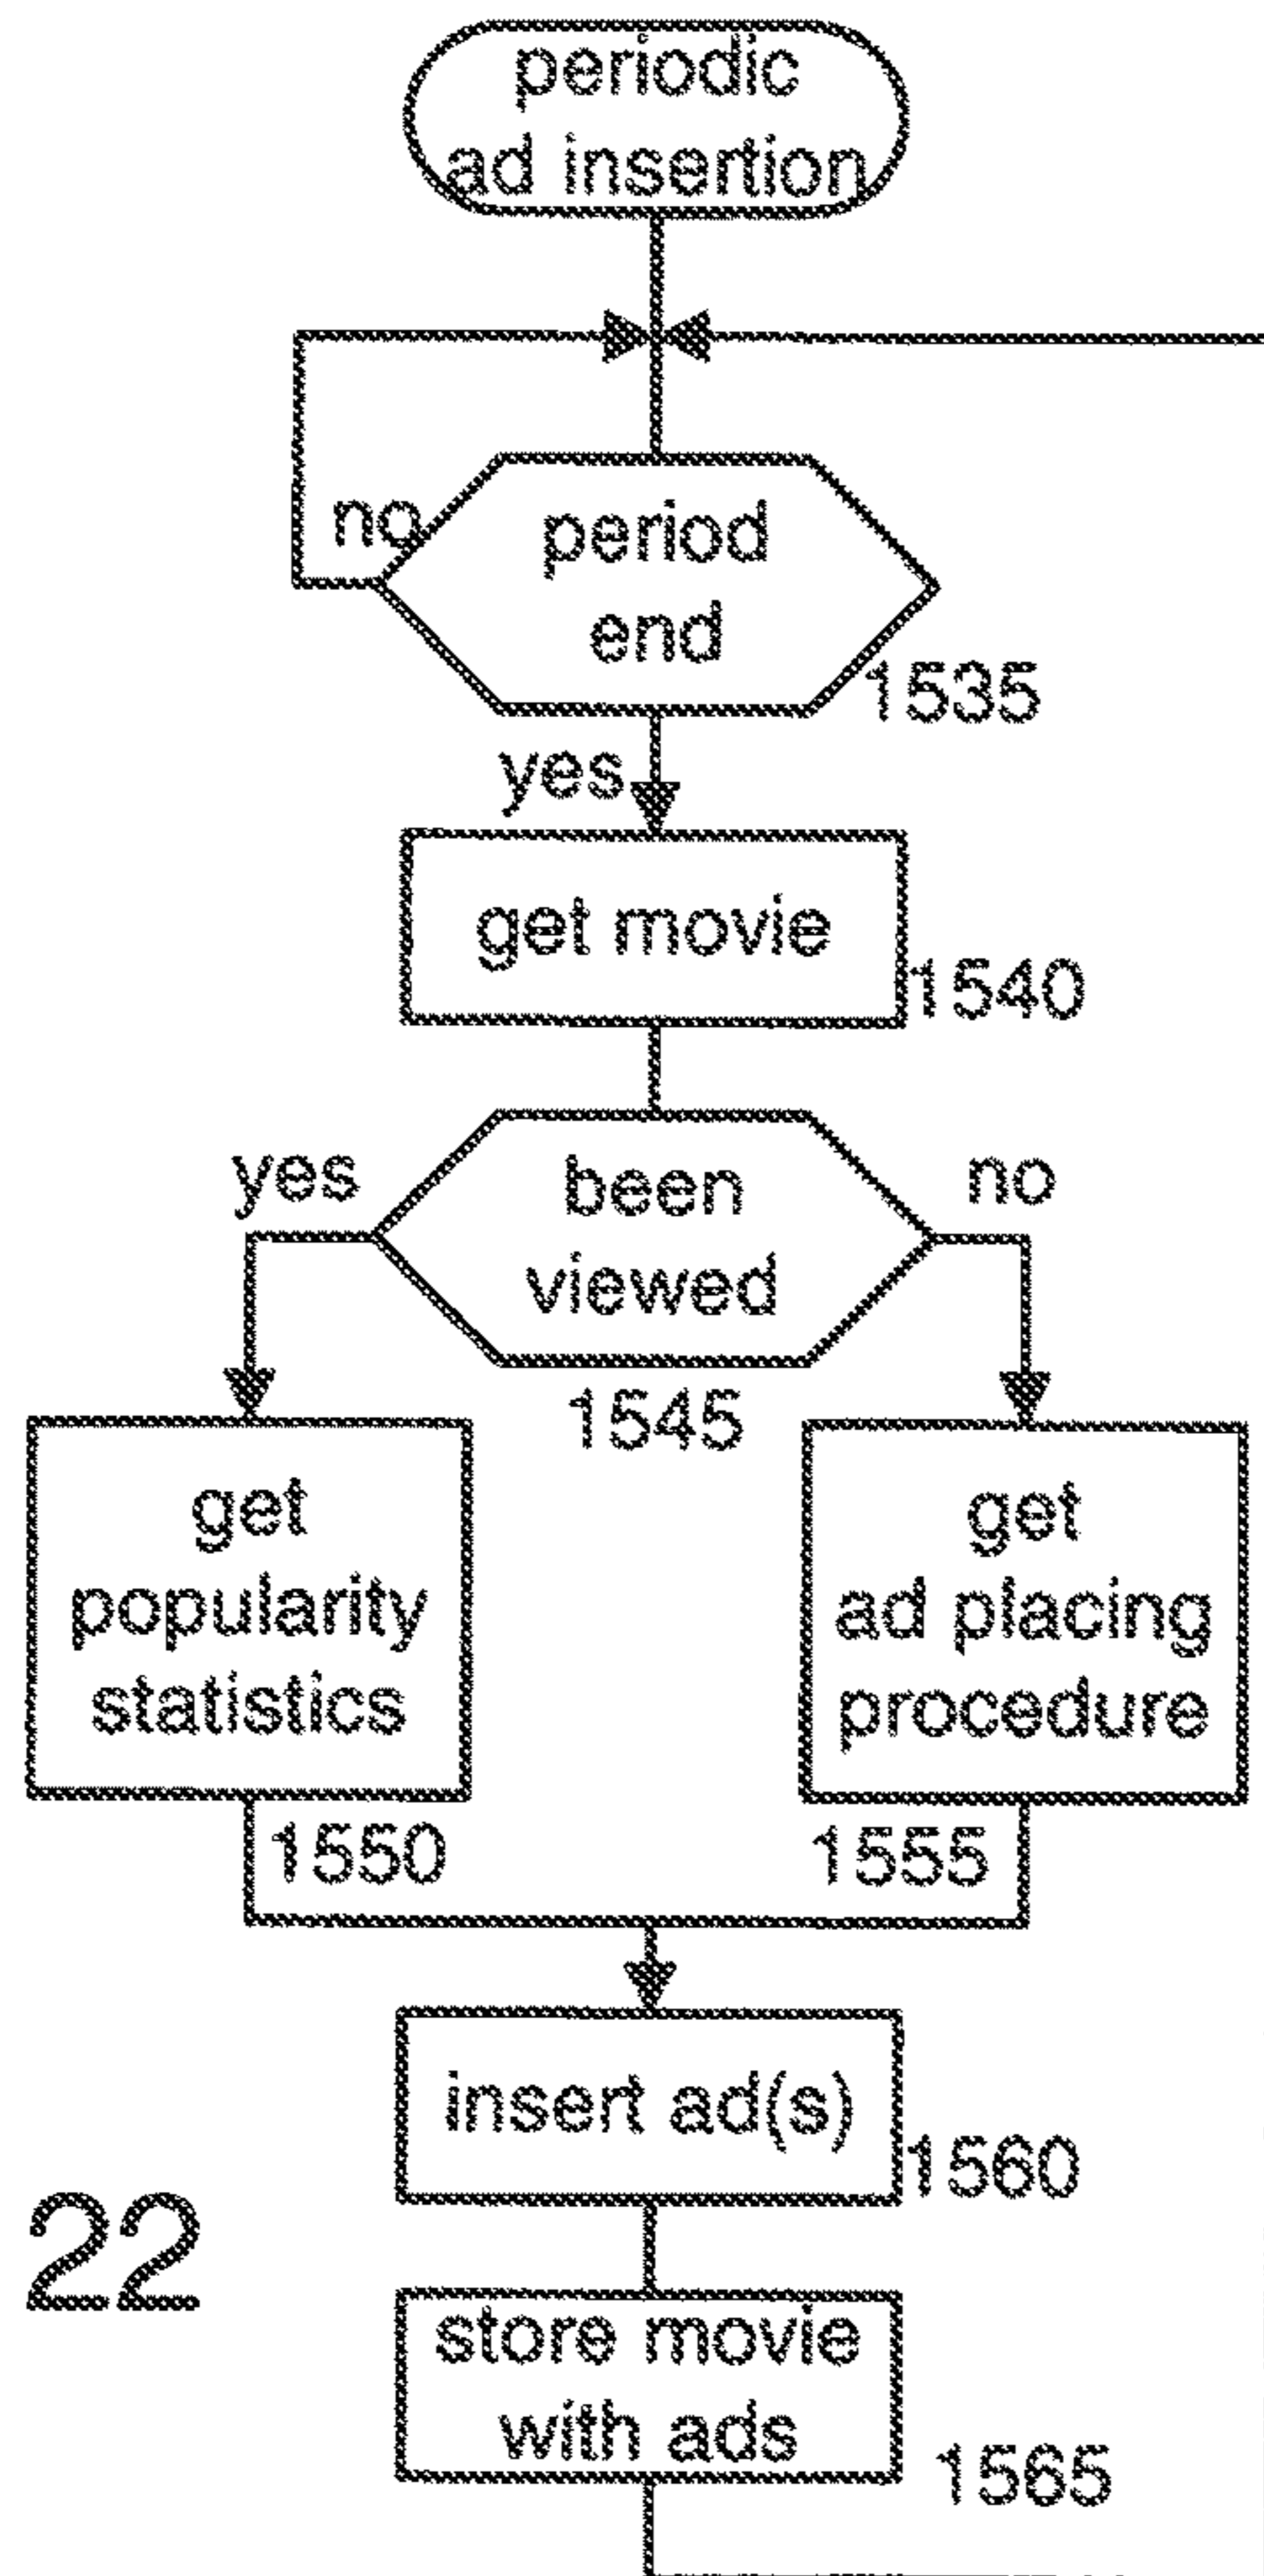 periodic
ad insertion
no
period
end
1535
yes
get movie
1540
yes
been
viewed
no
1545
get
popularity
statistics
get
ad placing
procedure
1550
1555
insert ad(s)
1560
22
store movie
with ads
1565